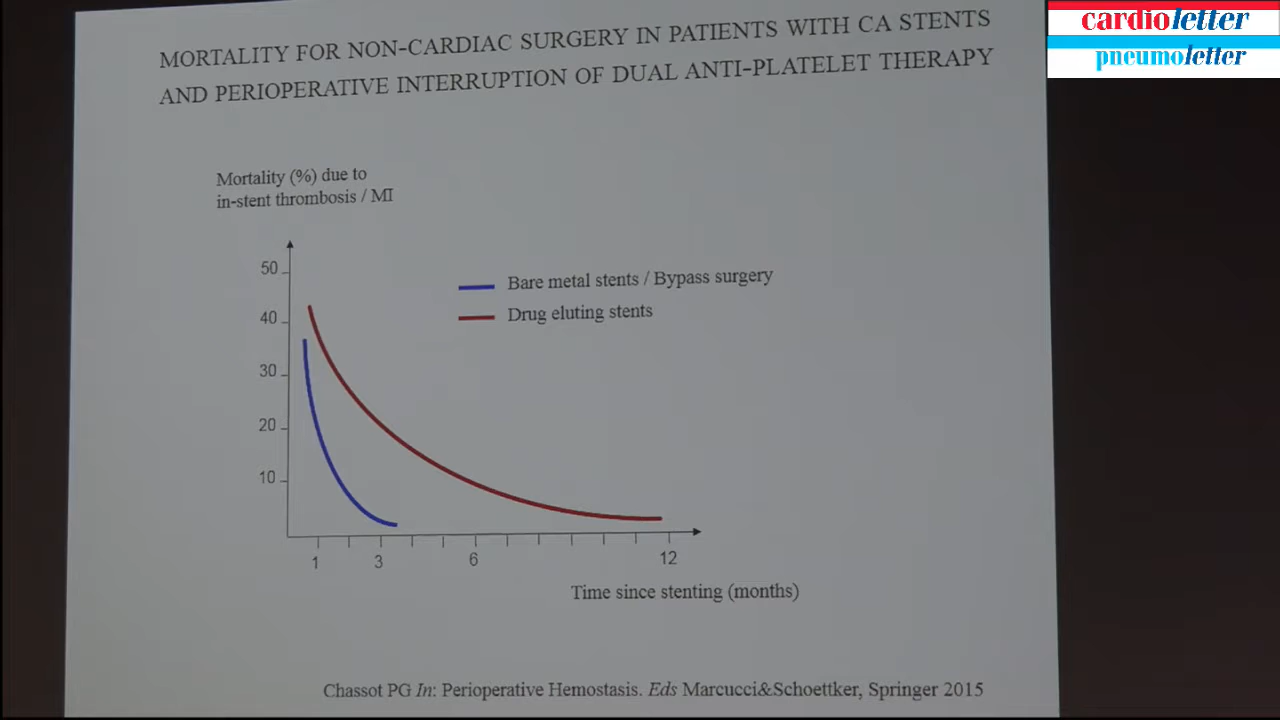 cardioletter
pneumoletter
MORTALITY FOR NON-CARDIAC SURGERY IN PATIENTS WITH CA STENTS
AND PERIOPERATIVE INTERRUPTION OF DUAL ANTI-PLATELET THERAPY
Mortality (%) due to
in-stent thrombosis / MI
50
40
30
20
10
Bare metal stents / Bypass surgery
Drug eluting stents
1 3 6 12
Time since stenting (months)
Chassot PG In: Perioperative Hemostasis. Eds Marcucci&Schoettker, Springer 2015